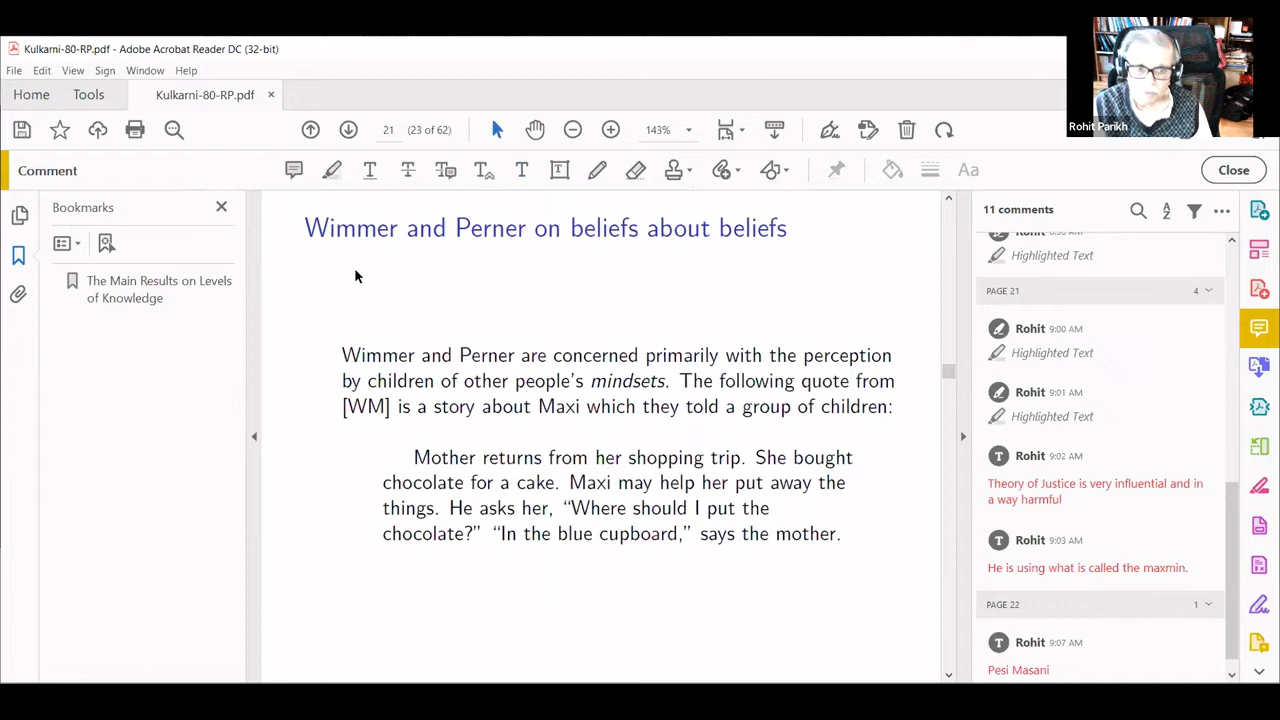 Kulkarni-80-RP.pdf - Adobe Acrobat Reader DC (32-bit)
File Edit View Sign Window Help
Home Tools Kulkarni-80-RP.pdf ×
21 (23 of 62) 143%
Comment
Close
Bookmarks
The Main Results on Levels
of Knowledge
Wimmer and Perner on beliefs about beliefs
Wimmer and Perner are concerned primarily with the perception
by children of other people's mindsets. The following quote from
[WM] is a story about Maxi which they told a group of children:
Mother returns from her shopping trip. She bought
chocolate for a cake. Maxi may help her put away the
things. He asks her, “Where should I put the
chocolate?” “In the blue cupboard,” says the mother.
11 comments
Highlighted Text
PAGE 21 4
Rohit 9:00 AM
Highlighted Text
Rohit 9:01 AM
Highlighted Text
Rohit 9:02 AM
Theory of Justice is very influential and in
a way harmful
Rohit 9:03 AM
He is using what is called the maxmin.
PAGE 22 1
Rohit 9:07 AM
Pesi Masani
Rohit Parikh